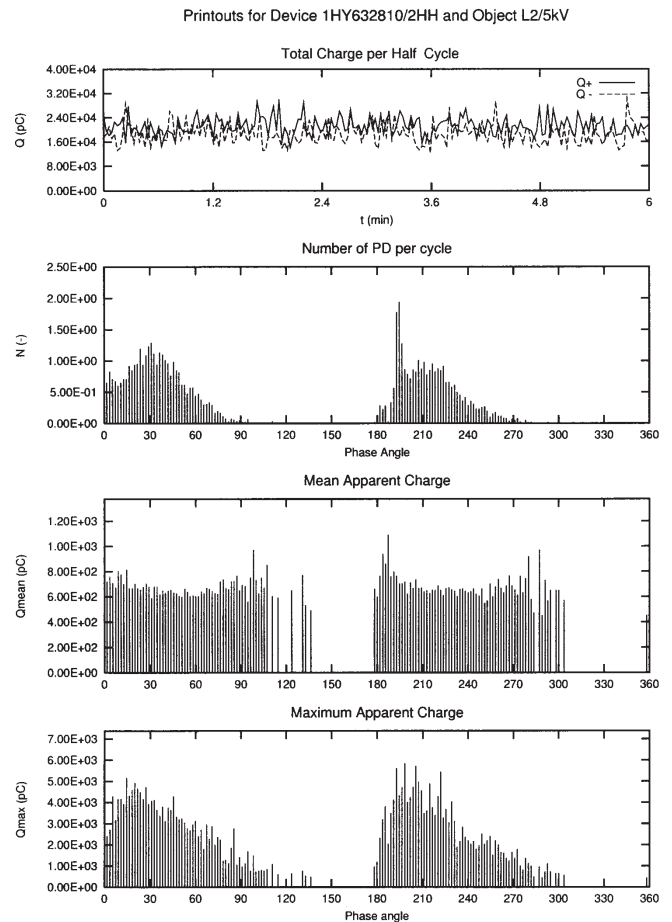 Printouts for Device 1HY632810/2HH and Object L2/5kV
Total Charge per Half Cycle
4.00E+04
3.20E+04
2.40E+04
1.60E+04
8.00E+03
0.00E+00
Q (pC)
Q+
Q -
0 1.2 2.4 3.6 4.8 6
t (min)
Number of PD per cycle
2.50E+00
2.00E+00
1.50E+00
1.00E+00
5.00E-01
0.00E+00
N (-)
0 30 60 90 120 150 180 210 240 270 300 330 360
Phase Angle
Mean Apparent Charge
1.20E+03
1.00E+03
8.00E+02
6.00E+02
4.00E+02
2.00E+02
0.00E+00
Qmean (pC)
0 30 60 90 120 150 180 210 240 270 300 330 360
Maximum Apparent Charge
7.00E+03
6.00E+03
5.00E+03
4.00E+03
3.00E+03
2.00E+03
1.00E+03
0.00E+00
Qmax (pC)
0 30 60 90 120 150 180 210 240 270 300 330 360
Phase angle